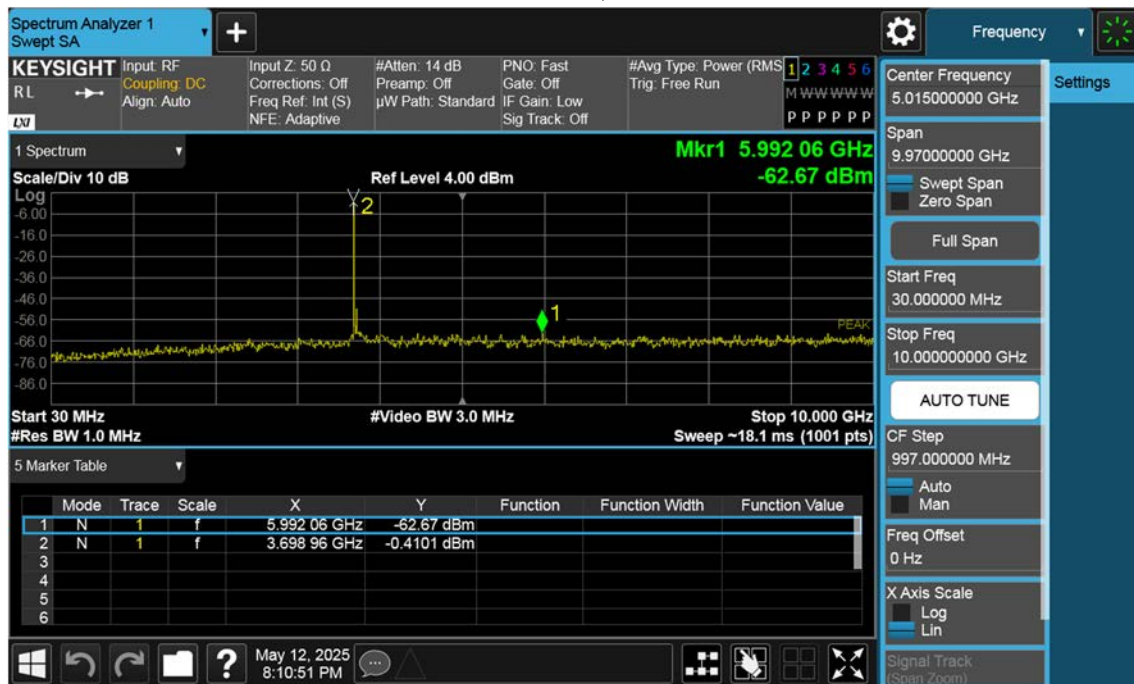 Spectrum Analyzer 1
Swept SA
+
Frequency
KEYSIGHT
RL
LXI
Input: RF
Coupling: DC
Align: Auto
Input Z: 50 Ω
Corrections: Off
Freq Ref: Int (S)
NFE: Adaptive
#Atten: 14 dB
Preamp: Off
µW Path: Standard
PNO: Fast
Gate: Off
IF Gain: Low
Sig Track: Off
#Avg Type: Power (RMS
Trig: Free Run
1 2 3 4 5 6
M W W W W W
P P P P P P
1 Spectrum
Mkr1 5.992 06 GHz
Scale/Div 10 dB
Ref Level 4.00 dBm
-62.67 dBm
Log
-6.00
-16.0
-26.0
-36.0
-46.0
-56.0
-66.0
-76.0
-86.0
2
1
PEAK
Start 30 MHz
#Video BW 3.0 MHz
Stop 10.000 GHz
#Res BW 1.0 MHz
Sweep ~18.1 ms (1001 pts)
5 Marker Table
Mode Trace Scale X Y Function Function Width Function Value
1 N 1 f 5.992 06 GHz -62.67 dBm
2 N 1 f 3.698 96 GHz -0.4101 dBm
3
4
5
6
?
May 12, 2025
8:10:51 PM
Center Frequency
5.015000000 GHz
Span
9.97000000 GHz
Swept Span
Zero Span
Full Span
Start Freq
30.000000 MHz
Stop Freq
10.000000000 GHz
AUTO TUNE
CF Step
997.000000 MHz
Auto
Man
Freq Offset
0 Hz
X Axis Scale
Log
Lin
Signal Track
(Span Zoom)
Settings